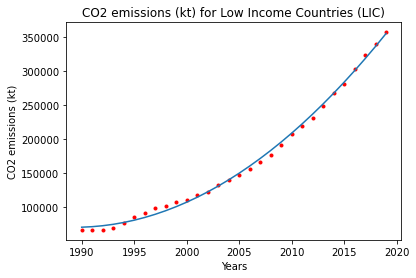 CO2 emissions (kt) for Low Income Countries (LIC)
350000
300000
250000
200000
150000
100000
CO2 emissions (kt)
1990 1995 2000 2005 2010 2015 2020
Years